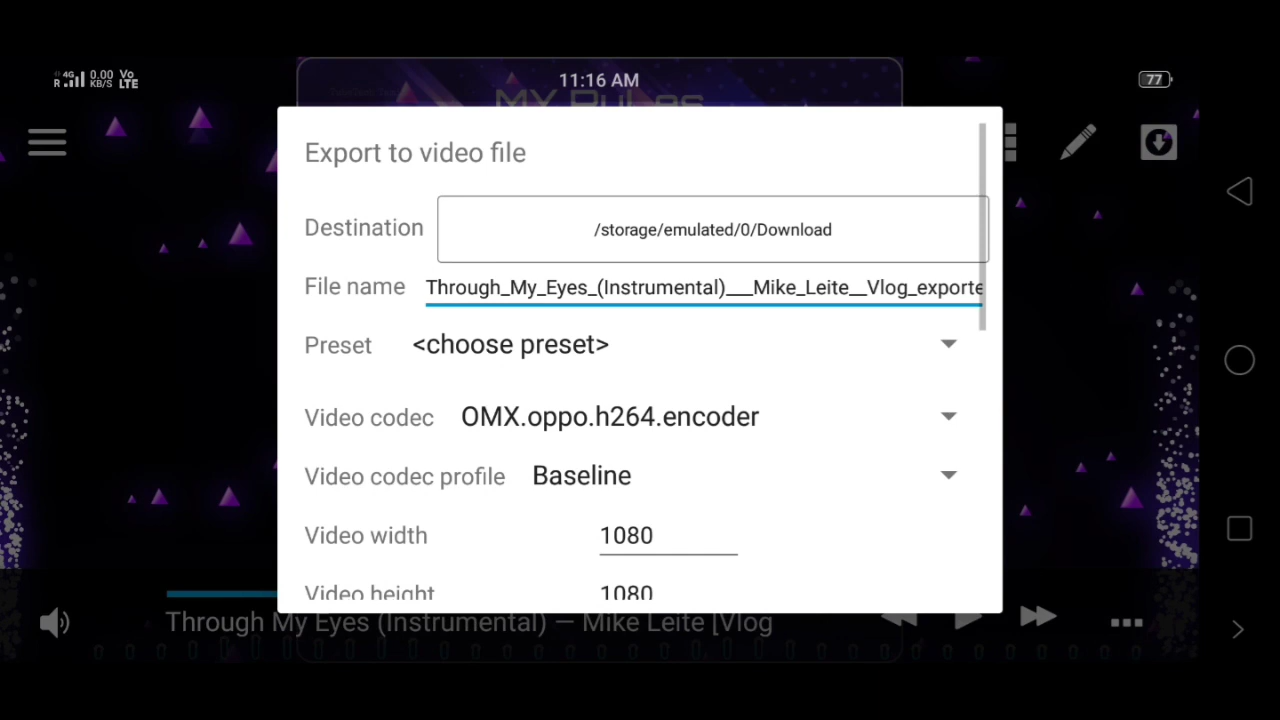 4G
R
0.00
KB/S
Vo
LTE
11:16 AM
77
MY Rules
Export to video file
Destination
/storage/emulated/0/Download
File name
Through_My_Eyes_(Instrumental)___Mike_Leite__Vlog_exporte
Preset
<choose preset>
Video codec
OMX.oppo.h264.encoder
Video codec profile
Baseline
Video width
1080
Video height
1080
Through My Eyes (Instrumental) — Mike Leite [Vlog